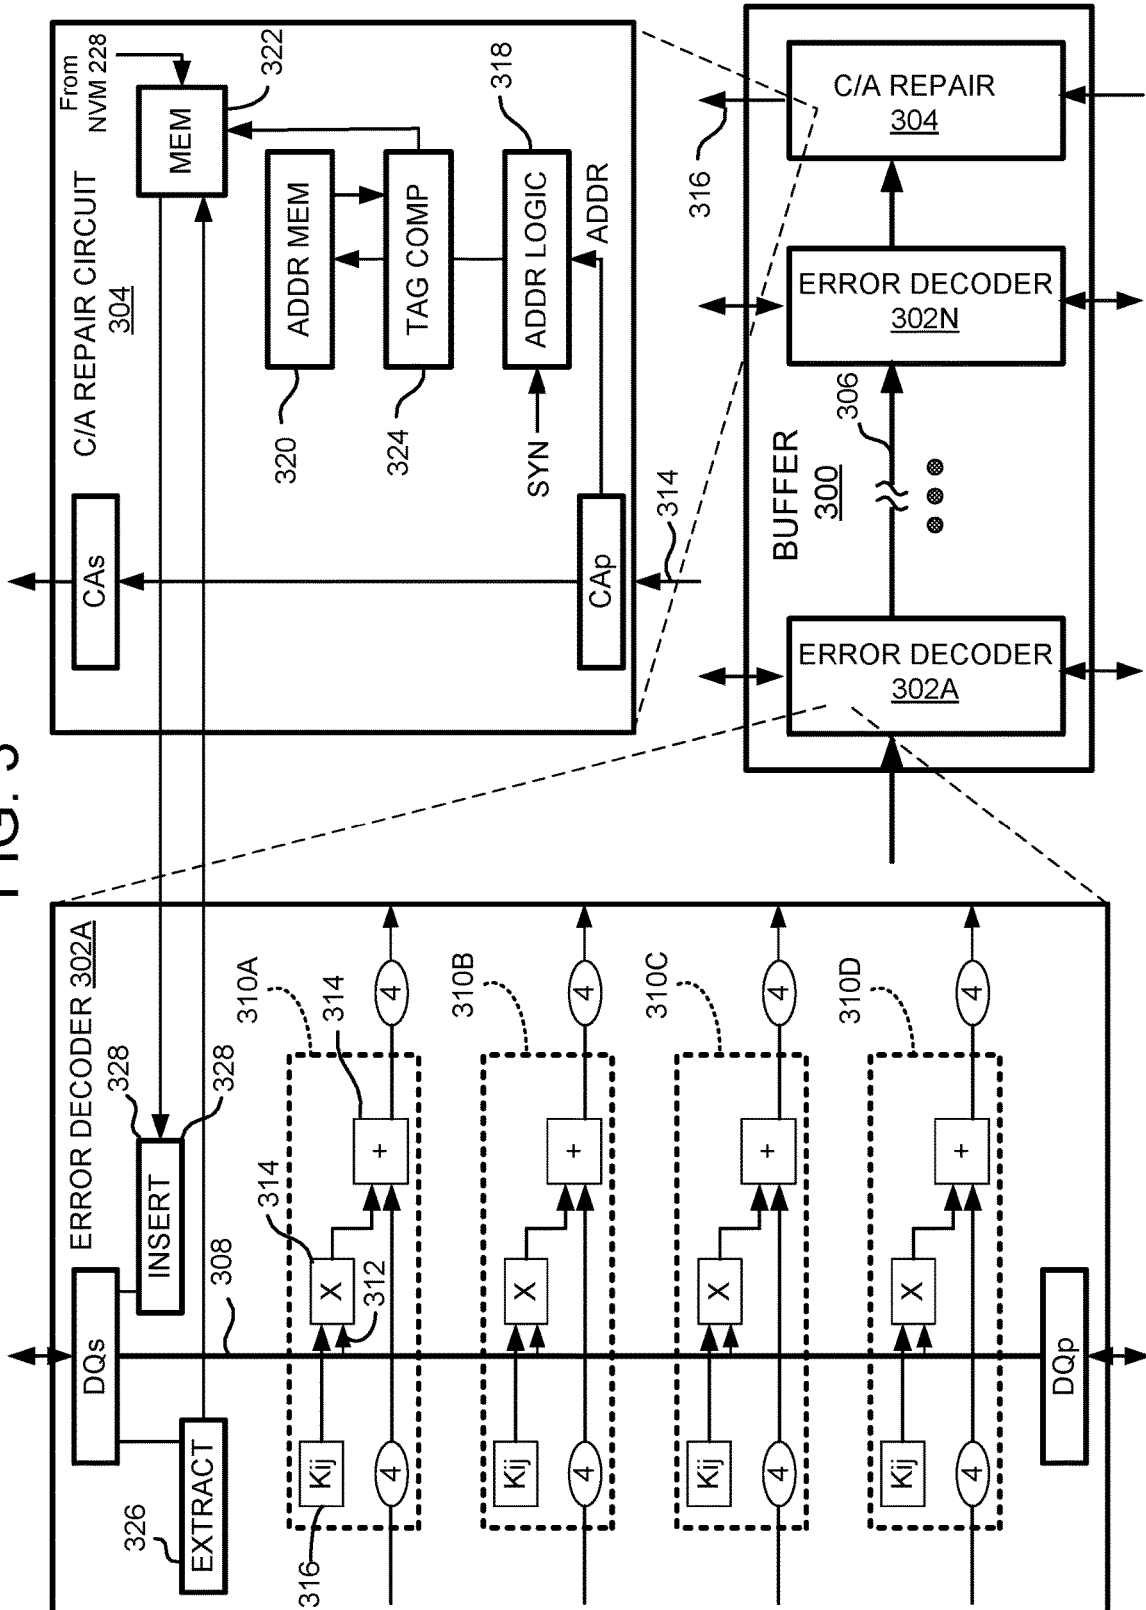 FIG. 3
ERROR DECODER 302A
DQs
INSERT
328
328
EXTRACT
326
308
310A
Kij
316
X
314
312
+
314
4
4
310B
Kij
X
+
4
4
310C
Kij
X
+
4
4
310D
Kij
X
+
4
4
DQp
C/A REPAIR CIRCUIT
304
From
NVM 228
MEM
322
CAs
ADDR MEM
320
TAG COMP
324
ADDR LOGIC
318
SYN
ADDR
CAp
314
BUFFER
300
ERROR DECODER
302A
306
ERROR DECODER
302N
C/A REPAIR
304
316